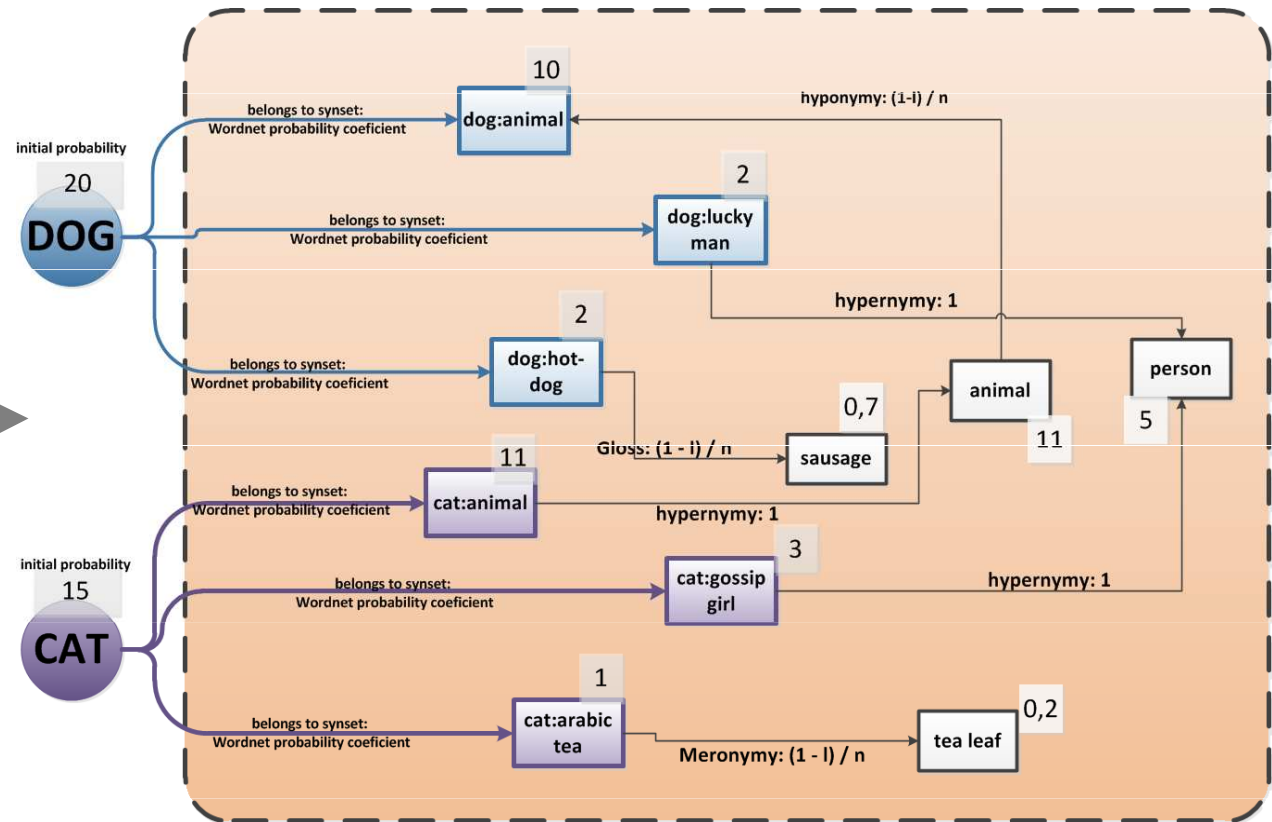 10
hyponymy: (1-i) / n
belongs to synset:
Wordnet probability coeficient
dog:animal
initial probability
20
DOG
2
belongs to synset:
Wordnet probability coeficient
dog:lucky
man
hypernymy: 1
2
belongs to synset:
Wordnet probability coeficient
dog:hot-
dog
person
5
animal
11
0,7
Gloss: (1 - l) / n
sausage
11
belongs to synset:
Wordnet probability coeficient
cat:animal
hypernymy: 1
initial probability
15
CAT
3
belongs to synset:
Wordnet probability coeficient
cat:gossip
girl
hypernymy: 1
1
belongs to synset:
Wordnet probability coeficient
cat:arabic
tea
0,2
Meronymy: (1 - l) / n
tea leaf